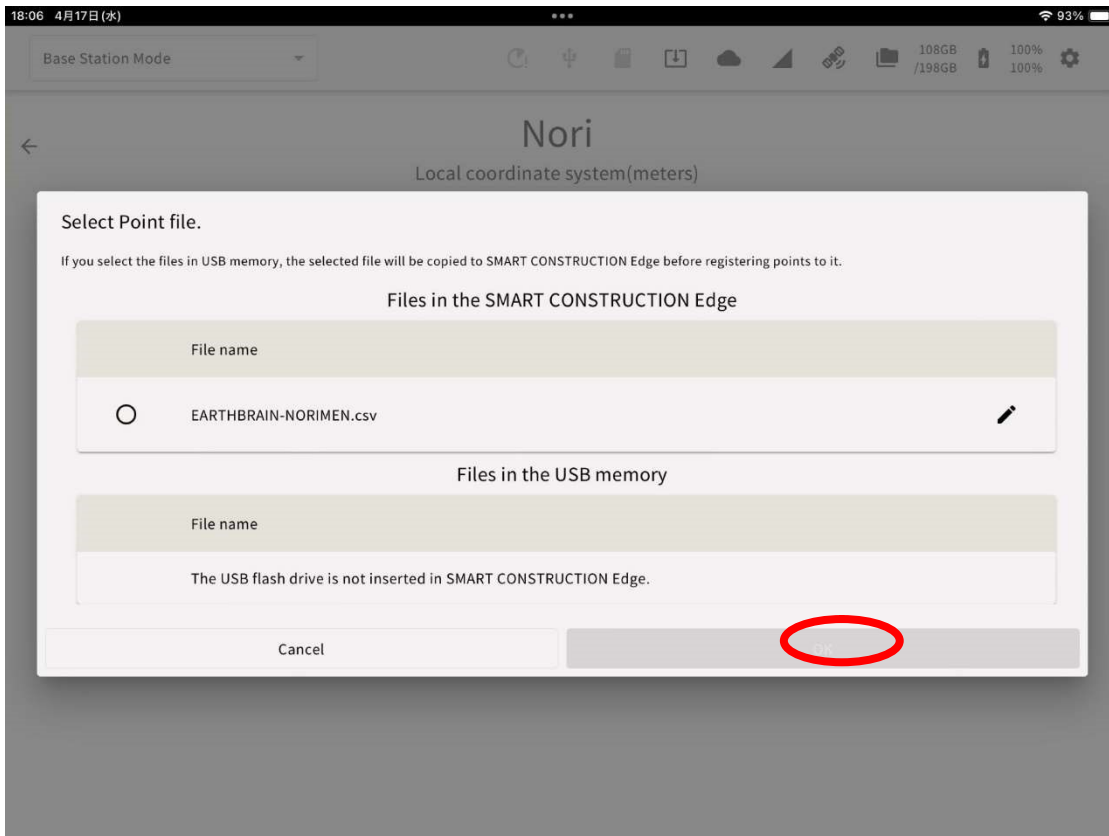 18:06 4月17日(水)
93%
Base Station Mode
108GB
/198GB
100%
100%
Nori
Local coordinate system(meters)
Select Point file.
If you select the files in USB memory, the selected file will be copied to SMART CONSTRUCTION Edge before registering points to it.
Files in the SMART CONSTRUCTION Edge
File name
EARTHBRAIN-NORIMEN.csv
Files in the USB memory
File name
The USB flash drive is not inserted in SMART CONSTRUCTION Edge.
Cancel
OK